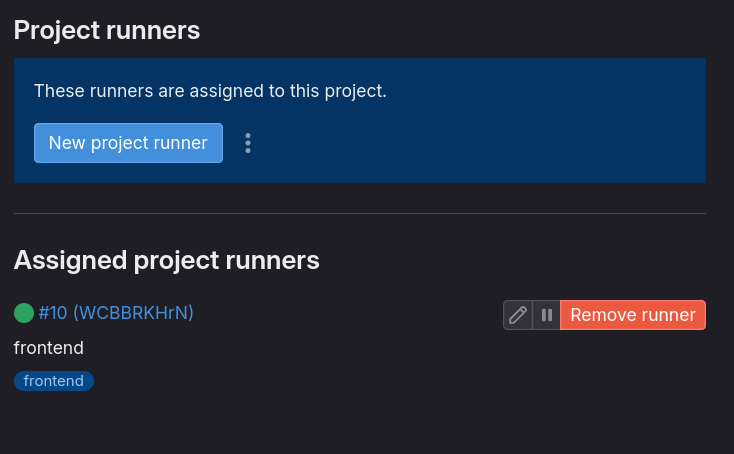 Project runners
These runners are assigned to this project.
New project runner
Assigned project runners
#10 (WCBBRKHrN)
Remove runner
frontend
frontend